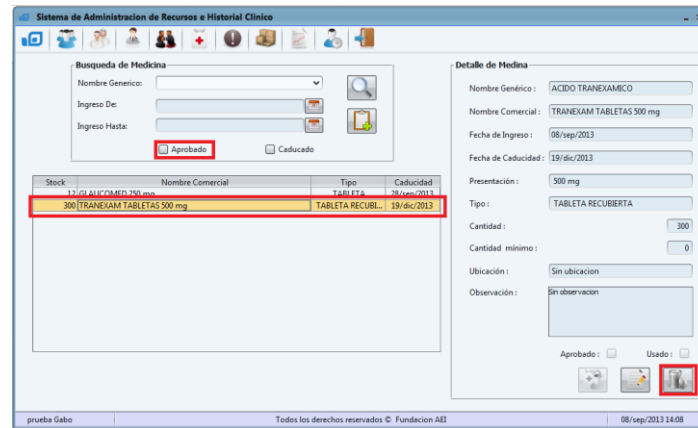 Sistema de Administracion de Recursos e Historial Clinico
Busqueda de Medicina
Nombre Generico:
Ingreso De:
Ingreso Hasta:
Aprobado
Caducado
Stock Nombre Comercial Tipo Caducidad
12 GLAUCOMED 250 mg TABLETA 28/sep/2013
300 TRANEXAM TABLETAS 500 mg TABLETA RECUBI... 19/dic/2013
Detalle de Medina
Nombre Genérico : ACIDO TRANEXAMICO
Nombre Comercial : TRANEXAM TABLETAS 500 mg
Fecha de Ingreso : 08/sep/2013
Fecha de Caducidad : 19/dic/2013
Presentación : 500 mg
Tipo : TABLETA RECUBIERTA
Cantidad : 300
Cantidad minimo : 0
Ubicación : Sin ubicacion
Observación : Sin observacion
Aprobado : Usado :
prueba Gabo Todos los derechos reservados © Fundacion AEI 08/sep/2013 14:08